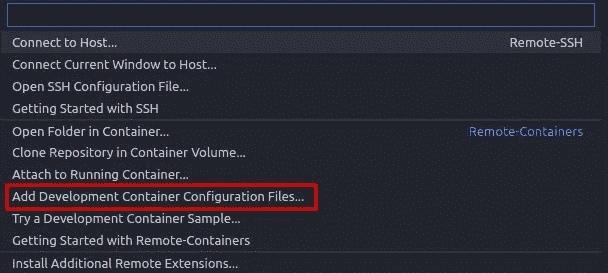 Connect to Host... Remote-SSH
Connect Current Window to Host...
Open SSH Configuration File...
Getting Started with SSH
Open Folder in Container... Remote-Containers
Clone Repository in Container Volume...
Attach to Running Container...
Add Development Container Configuration Files...
Try a Development Container Sample...
Getting Started with Remote-Containers
Install Additional Remote Extensions...